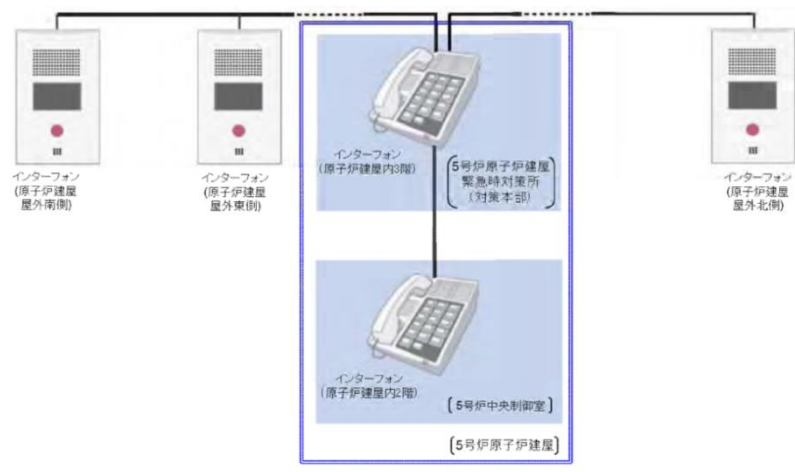 インターフォン
(原子炉建屋
屋外南側)
インターフォン
(原子炉建屋
屋外東側)
インターフォン
(原子炉建屋内3階)
5号炉原子炉建屋
緊急時対策所
(対策本部)
インターフォン
(原子炉建屋
屋外北側)
インターフォン
(原子炉建屋内2階)
[5号炉中央制御室]
[5号炉原子炉建屋]